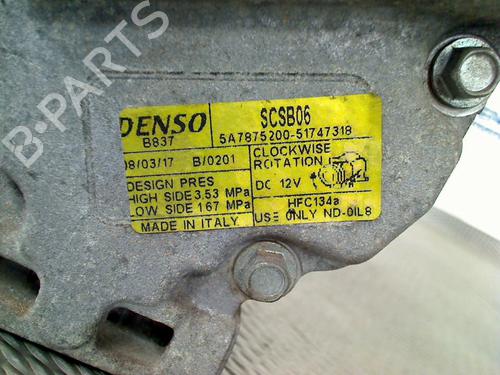 B-PARTS
DENSO
B837
08/03/17 B/0201
DESIGN PRES
HIGH SIDE 3.53 MPa
LOW SIDE 1.67 MPa
MADE IN ITALY
SCSB06
5A7875200-51747318
CLOCKWISE
ROTATION
DC 12V
HFC134a
USE ONLY ND-OIL8